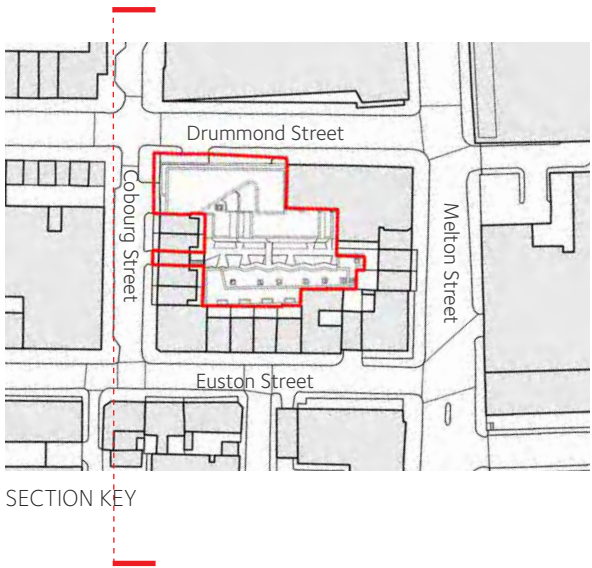 Drummond Street
Cobourg Street
Melton Street
Euston Street
SECTION KEY